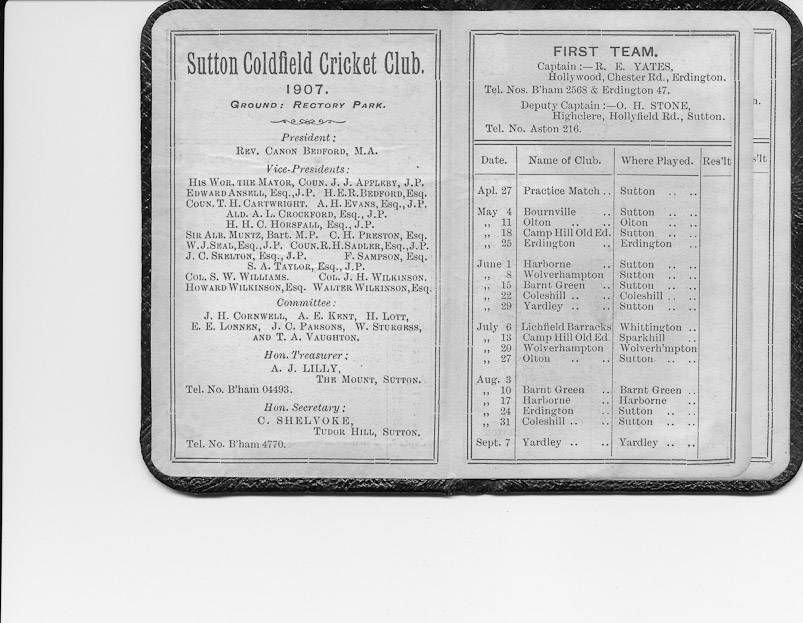 Sutton Coldfield Cricket Club.
1907.
GROUND: RECTORY PARK.
President:
REV. CANON BEDFORD, M.A.
Vice-Presidents:
HIS WOR. THE MAYOR, COUN. J. J. APPLEBY, J.P.
EDWARD ANSELL, Esq., J.P. H.E.R. BEDFORD, Esq.
COUN. T. H. CARTWRIGHT. A. H. EVANS, Esq., J.P.
ALD. A. L. CROCKFORD, Esq., J.P.
H. H. C. HORSFALL, Esq., J.P.
SIR ALB. MUNTZ, Bart. M.P. C. H. PRESTON, Esq.
W. J. SEAL, Esq., J.P. COUN. R. H. SADLER, Esq., J.P.
J. C. SKELTON, Esq., J.P. F. SAMPSON, Esq.
S. A. TAYLOR, Esq., J.P.
COL. S. W. WILLIAMS. COL. J. H. WILKINSON.
HOWARD WILKINSON, Esq. WALTER WILKINSON, Esq.
Committee:
J. H. CORNWELL, A. E. KENT, H. LOTT,
E. E. LONNEN, J. C. PARSONS, W. STURGESS,
AND T. A. VAUGHTON.
Hon. Treasurer:
A. J. LILLY,
THE MOUNT, SUTTON.
Tel. No. B'ham 04493.
Hon. Secretary:
C. SHELVOKE,
TUDOR HILL, SUTTON.
Tel. No. B'ham 4770.
FIRST TEAM.
Captain:—R. E. YATES,
Hollywood, Chester Rd., Erdington.
Tel. Nos. B'ham 2568 & Erdington 47.
Deputy Captain:—O. H. STONE,
Highclere, Hollyfield Rd., Sutton.
Tel. No. Aston 216.
Date. Name of Club. Where Played. Res'lt
Apl. 27 Practice Match .. Sutton .. ..
May 4 Bournville .. Sutton .. ..
„ 11 Olton .. .. Olton .. ..
„ 18 Camp Hill Old Ed. Sutton .. ..
„ 25 Erdington .. Erdington ..
June 1 Harborne .. Sutton .. ..
„ 8 Wolverhampton Sutton .. ..
„ 15 Barnt Green .. Sutton .. ..
„ 22 Coleshill .. .. Coleshill .. ..
„ 29 Yardley .. .. Sutton .. ..
July 6 Lichfield Barracks Whittington ..
„ 13 Camp Hill Old Ed. Sparkhill ..
„ 20 Wolverhampton Wolverh'mpton
„ 27 Olton .. .. Sutton .. ..
Aug. 3
„ 10 Barnt Green .. Barnt Green ..
„ 17 Harborne .. Harborne ..
„ 24 Erdington .. Sutton .. ..
„ 31 Coleshill .. .. Sutton .. ..
Sept. 7 Yardley .. .. Yardley .. ..